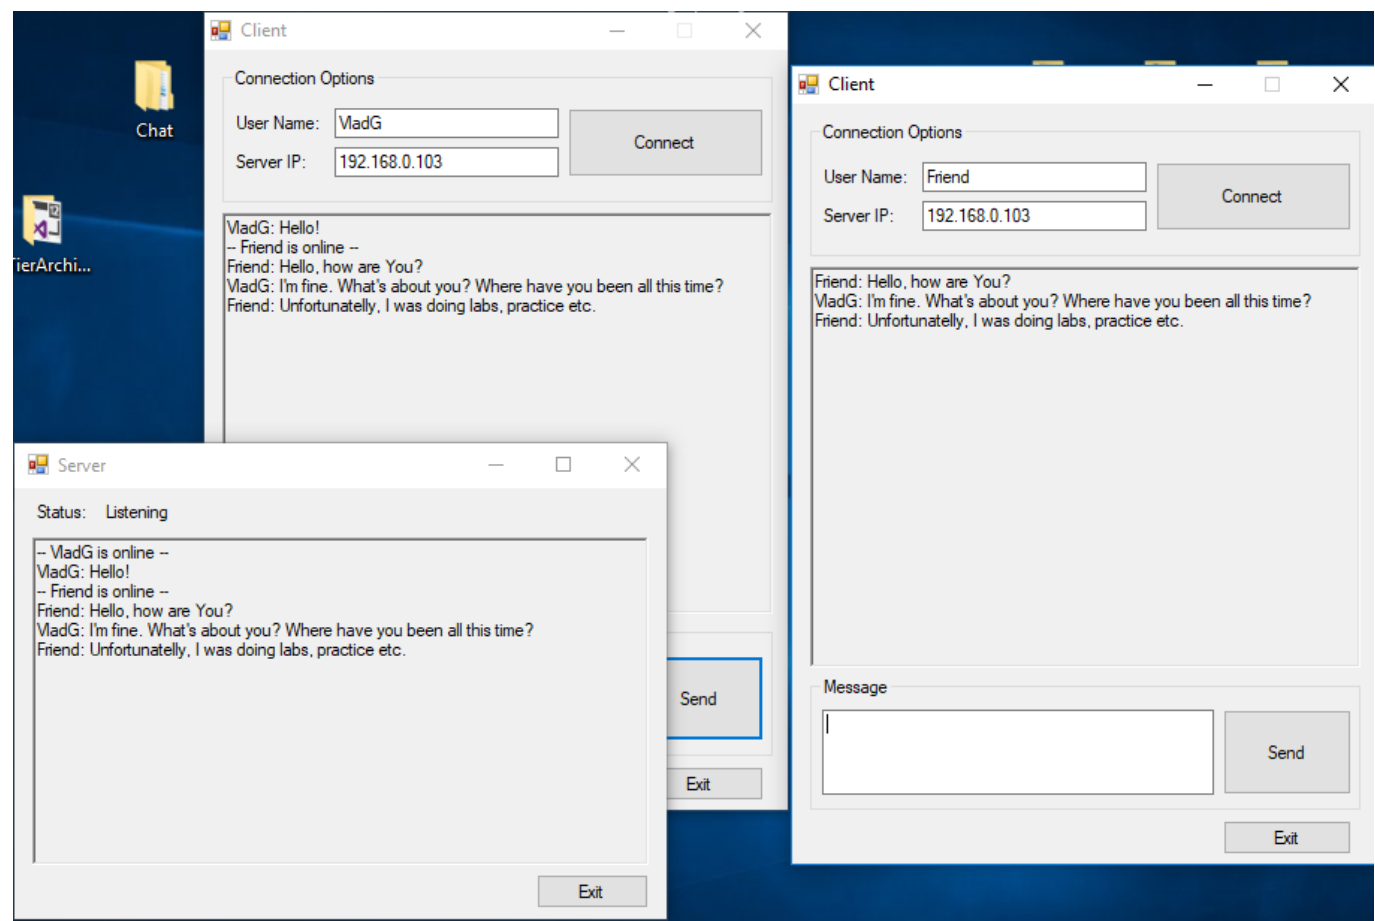 Chat
TierArchi...
Client
Connection Options
User Name:
VladG
Server IP:
192.168.0.103
Connect
VladG: Hello!
-- Friend is online --
Friend: Hello, how are You?
VladG: I'm fine. What's about you? Where have you been all this time?
Friend: Unfortunatelly, I was doing labs, practice etc.
Send
Exit
Client
Connection Options
User Name:
Friend
Server IP:
192.168.0.103
Connect
Friend: Hello, how are You?
VladG: I'm fine. What's about you? Where have you been all this time?
Friend: Unfortunatelly, I was doing labs, practice etc.
Message
Send
Exit
Server
Status: Listening
-- VladG is online --
VladG: Hello!
-- Friend is online --
Friend: Hello, how are You?
VladG: I'm fine. What's about you? Where have you been all this time?
Friend: Unfortunatelly, I was doing labs, practice etc.
Exit